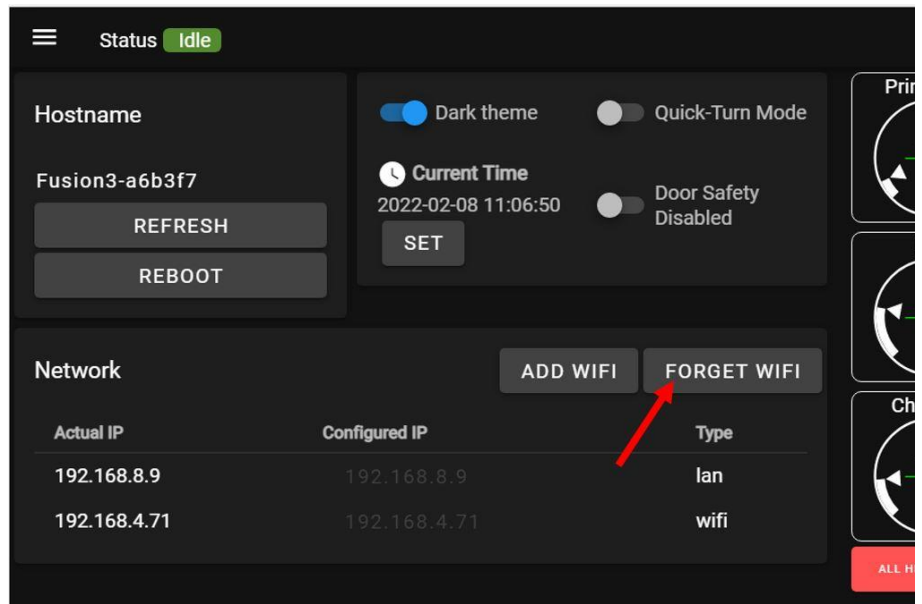 Status Idle
Hostname
Fusion3-a6b3f7
REFRESH
REBOOT
Dark theme
Quick-Turn Mode
Current Time
2022-02-08 11:06:50
SET
Door Safety
Disabled
Network
ADD WIFI
FORGET WIFI
Actual IP Configured IP Type
192.168.8.9 192.168.8.9 lan
192.168.4.71 192.168.4.71 wifi
ALL